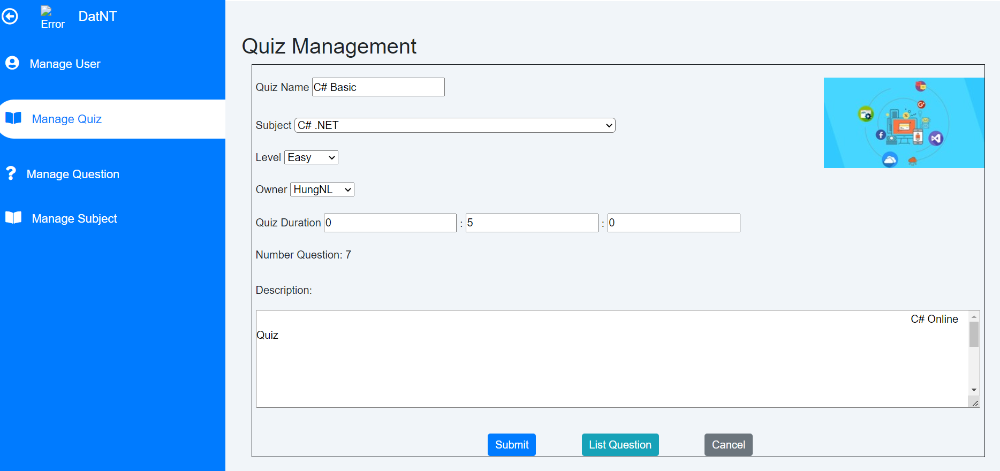 Error
DatNT
Manage User
Manage Quiz
Manage Question
Manage Subject
Quiz Management
Quiz Name C# Basic
Subject C# .NET
Level Easy
Owner HungNL
Quiz Duration 0 : 5 : 0
Number Question: 7
Description:
C# Online
Quiz
Submit List Question Cancel